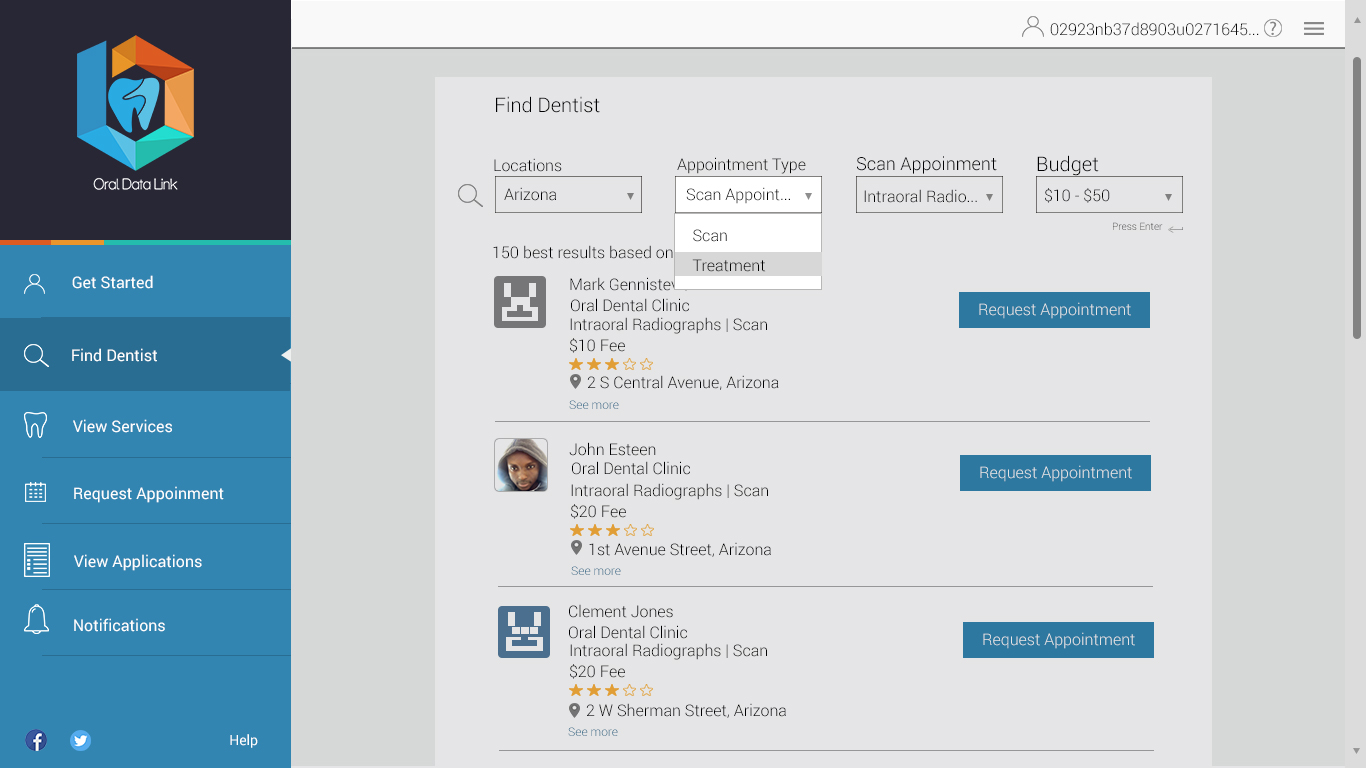 Oral Data Link
Get Started
Find Dentist
View Services
Request Appoinment
View Applications
Notifications
Help
02923nb37d8903u0271645...
?
Find Dentist
Locations
Arizona
Appointment Type
Scan Appoint...
Scan
Treatment
Scan Appoinment
Intraoral Radio...
Budget
$10 - $50
Press Enter
150 best results based on
Mark Genniste
Oral Dental Clinic
Intraoral Radiographs | Scan
$10 Fee
2 S Central Avenue, Arizona
See more
Request Appointment
John Esteen
Oral Dental Clinic
Intraoral Radiographs | Scan
$20 Fee
1st Avenue Street, Arizona
See more
Request Appointment
Clement Jones
Oral Dental Clinic
Intraoral Radiographs | Scan
$20 Fee
2 W Sherman Street, Arizona
See more
Request Appointment